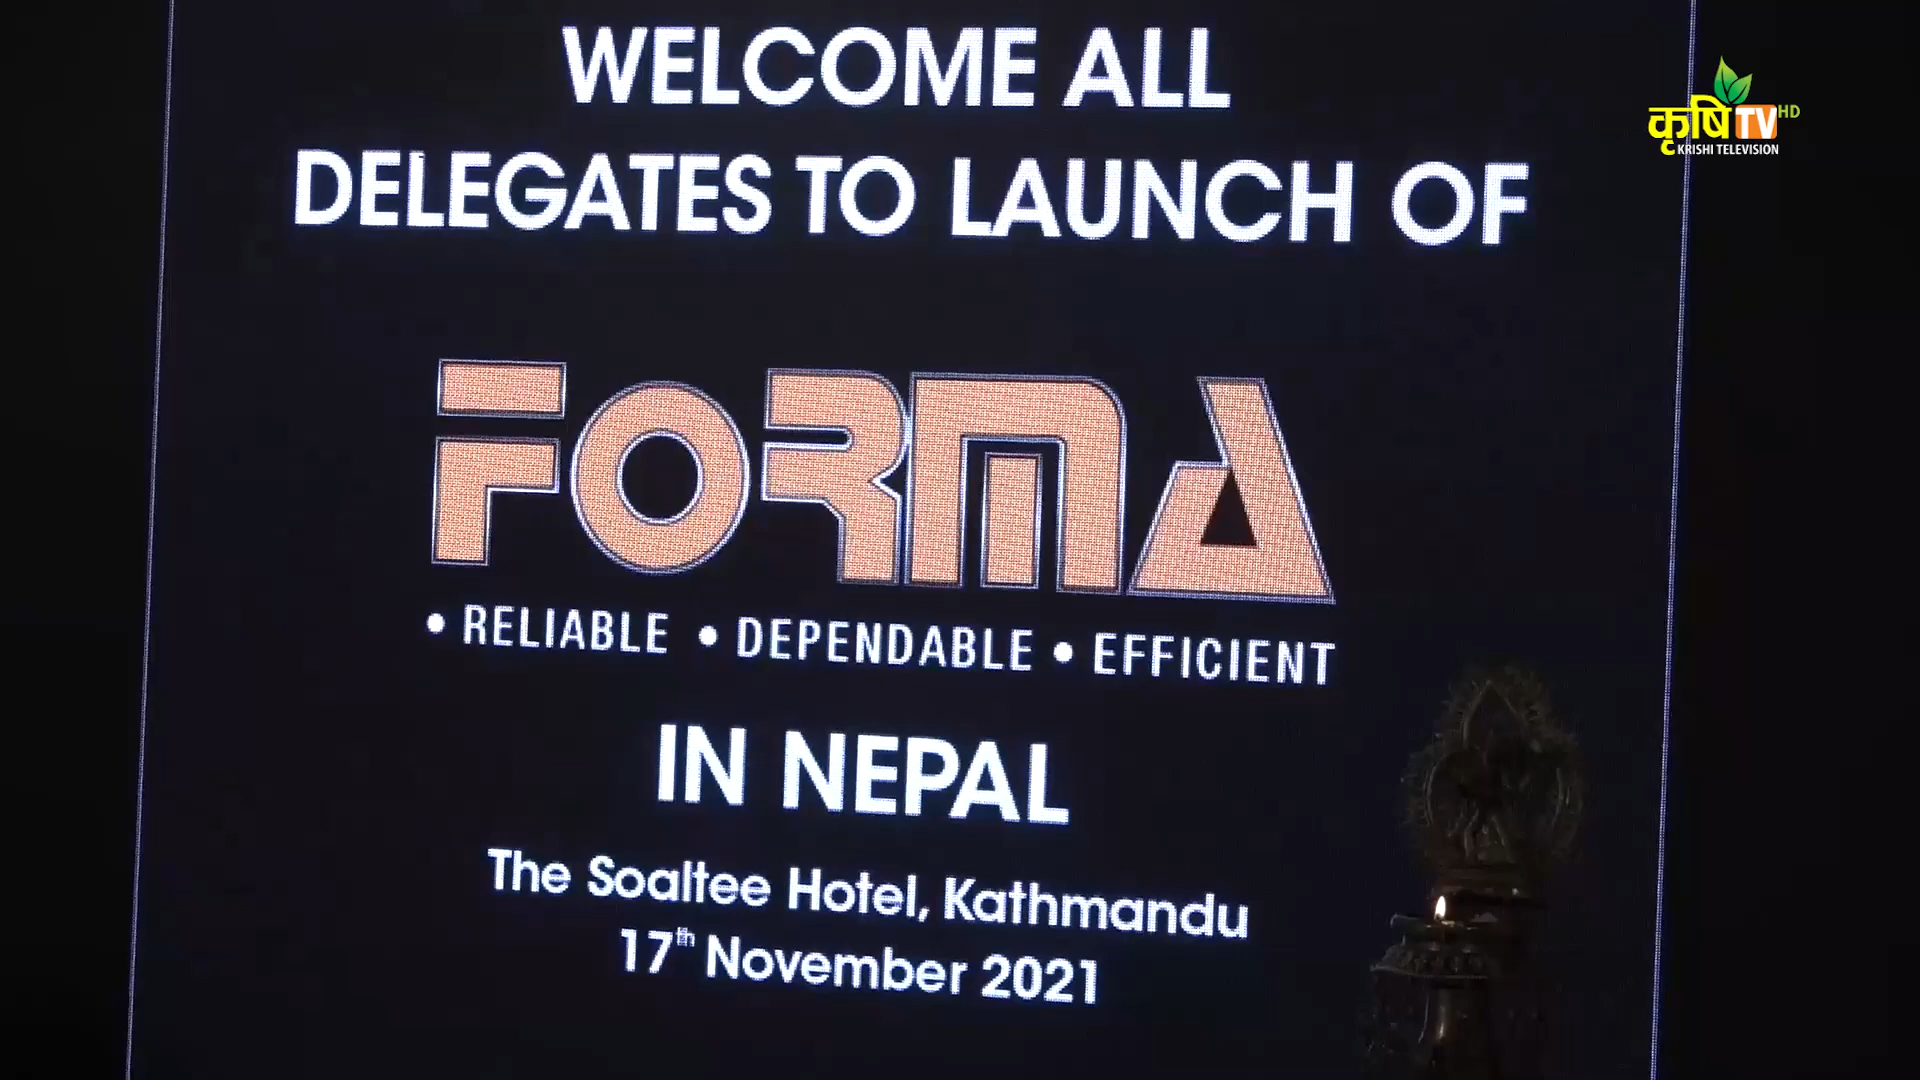 WELCOME ALL
DELEGATES TO LAUNCH OF
FORMA
• RELIABLE • DEPENDABLE • EFFICIENT
IN NEPAL
The Soaltee Hotel, Kathmandu
17th November 2021
कृषि TV HD
KRISHI TELEVISION